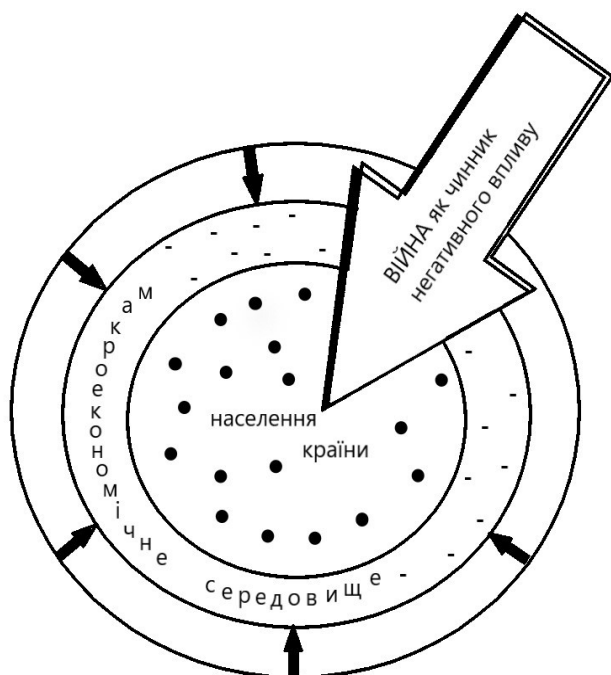 ВІЙНА як чинник
негативного впливу
макроекономічне середовище
населення
країни